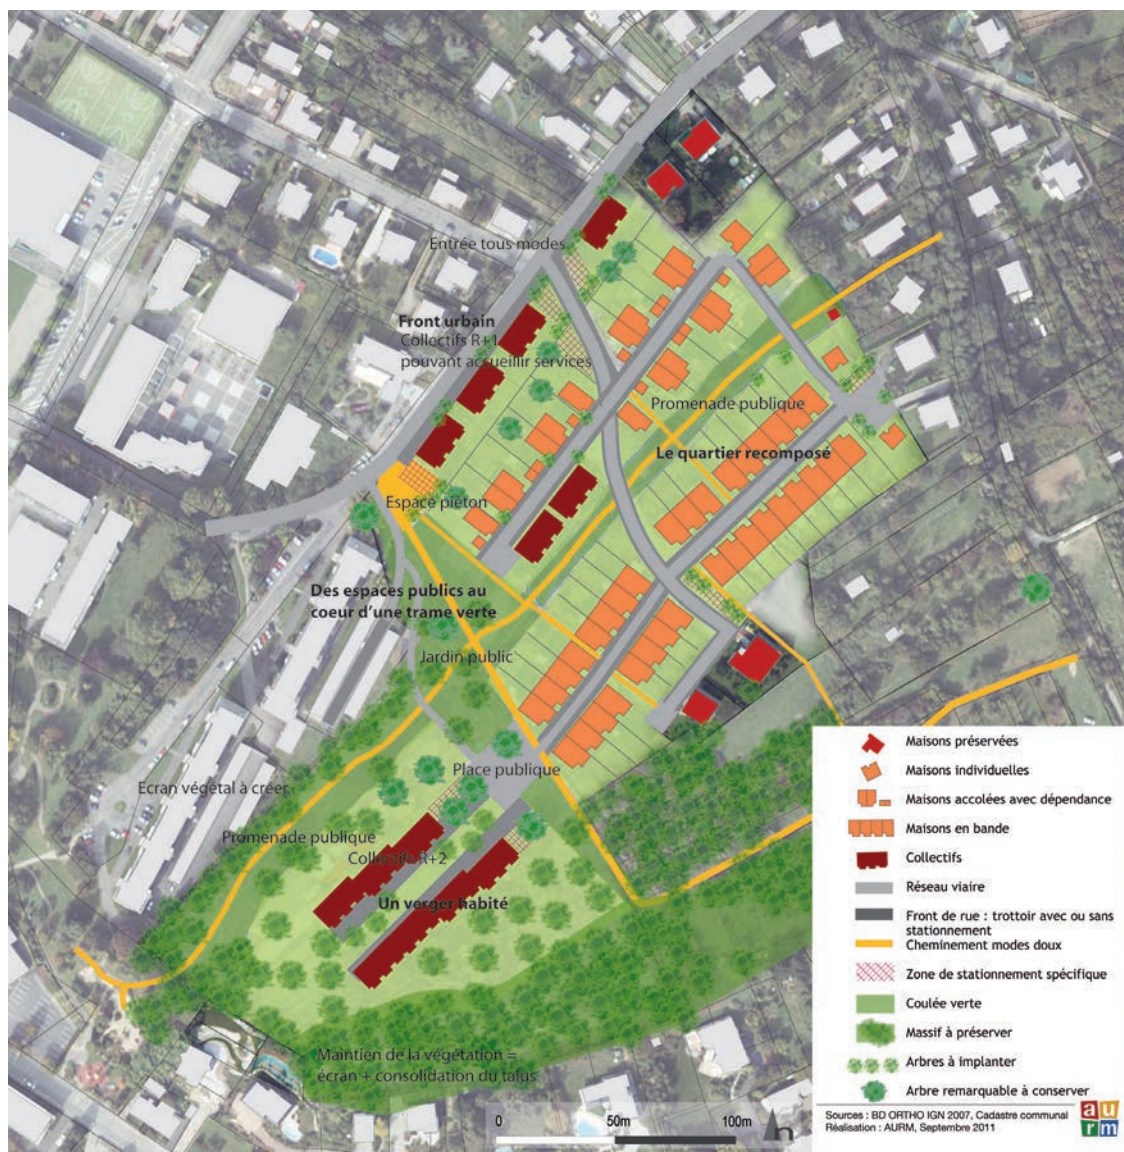 Entrée tous modes
Front urbain
Collectifs R+1
pouvant accueillir services
Promenade publique
Le quartier recomposé
Espace piéton
Des espaces publics au
coeur d'une trame verte
Jardin public
Place publique
Ecran végétal à créer
Promenade publique
Collectifs R+2
Un verger habité
Maintien de la végétation =
écran + consolidation du talus
0 50m 100m
Maisons préservées
Maisons individuelles
Maisons accolées avec dépendance
Maisons en bande
Collectifs
Réseau viaire
Front de rue : trottoir avec ou sans
stationnement
Cheminement modes doux
Zone de stationnement spécifique
Coulée verte
Massif à préserver
Arbres à implanter
Arbre remarquable à conserver
Sources : BD ORTHO IGN 2007, Cadastre communal
Réalisation : AURM, Septembre 2011
au
rm